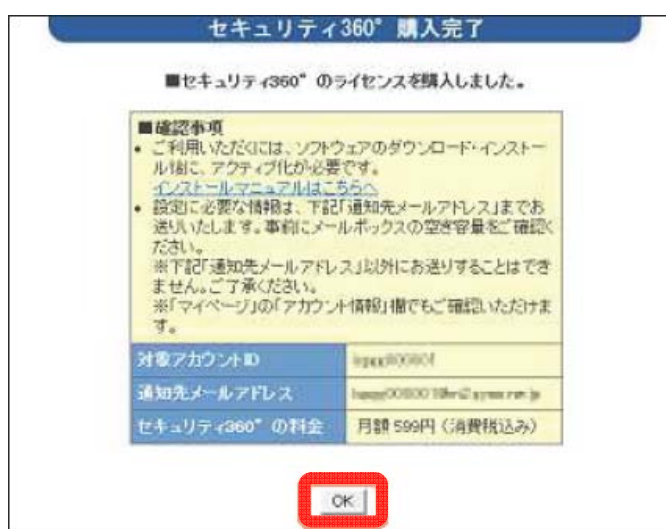 セキュリティ360°購入完了
■セキュリティ360°のライセンスを購入しました。
■確認事項
• ご利用いただくには、ソフトウェアのダウンロード・インストー
ル後に、アクティブ化が必要です。
インストールマニュアルはこちらへ
• 設定に必要な情報は、下記「通知先メールアドレス」までお
送りいたします。事前にメールボックスの空き容量をご確認く
ださい。
※下記「通知先メールアドレス」以外にお送りすることはでき
ません。ご了承ください。
※「マイページ」の「アカウント情報」欄でもご確認いただけま
す。
対象アカウントID
通知先メールアドレス
セキュリティ360°の料金 月額 599円（消費税込み）
OK